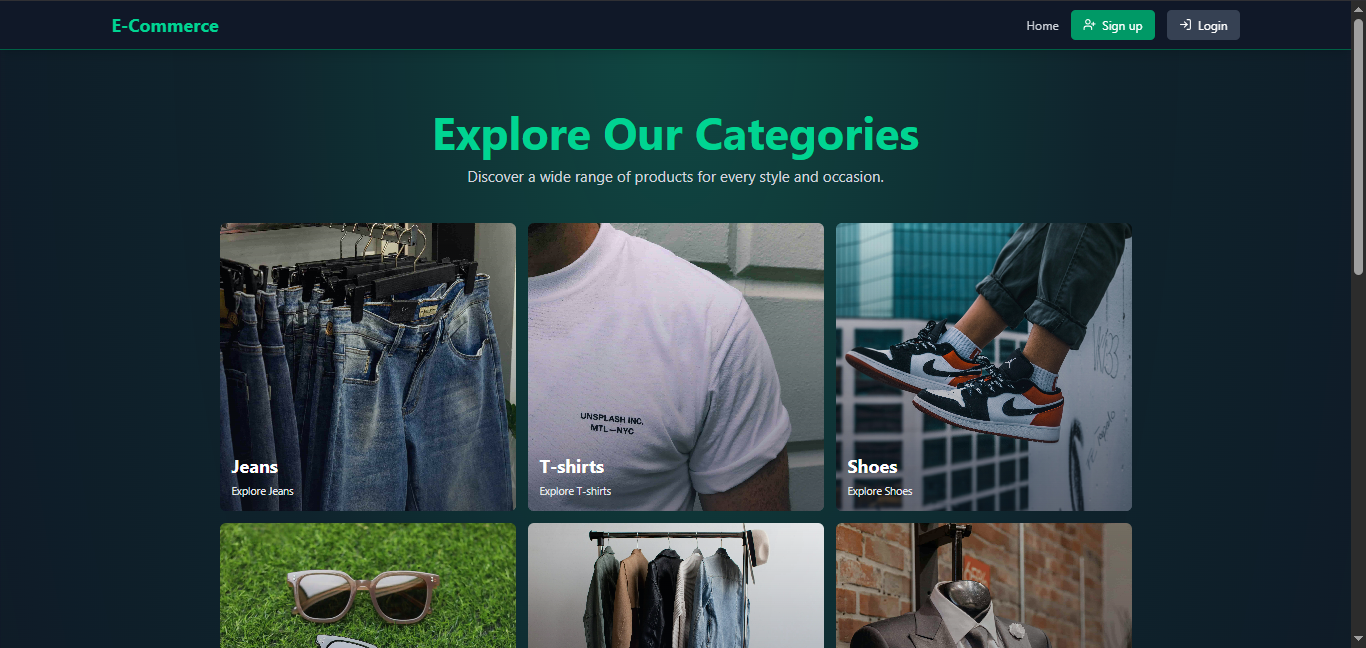 E-Commerce
Home
Sign up
Login
Explore Our Categories
Discover a wide range of products for every style and occasion.
UNSPLASH INC,
MTL—NYC
Jeans
Explore Jeans
T-shirts
Explore T-shirts
Shoes
Explore Shoes